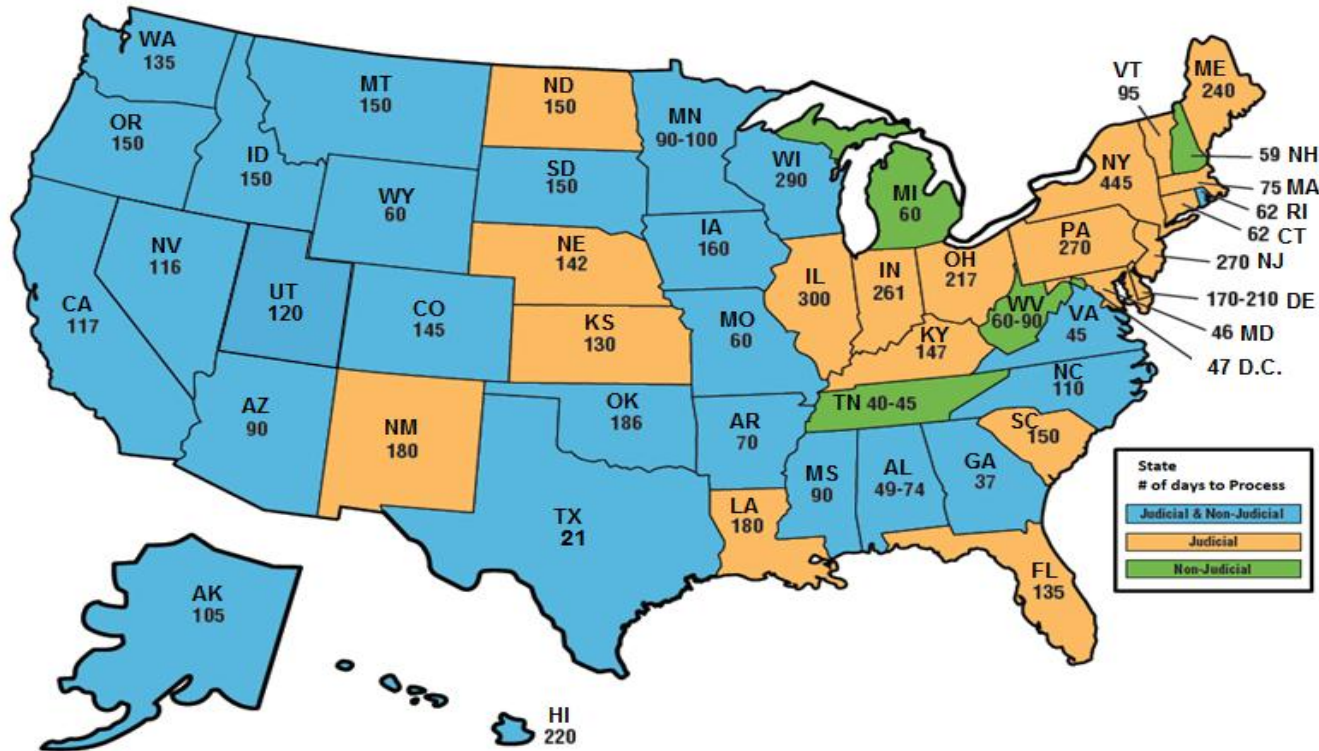 WA
135
OR
150
ID
150
MT
150
WY
60
NV
116
CA
117
UT
120
CO
145
AZ
90
NM
180
ND
150
SD
150
NE
142
KS
130
OK
186
TX
21
MN
90-100
IA
160
MO
60
AR
70
LA
180
WI
290
IL
300
MI
60
IN
261
OH
217
KY
147
TN 40-45
MS
90
AL
49-74
GA
37
FL
135
SC
150
NC
110
VA
45
WV
60-90
PA
270
NY
445
VT
95
ME
240
59 NH
75 MA
62 RI
62 CT
270 NJ
170-210 DE
46 MD
47 D.C.
AK
105
HI
220
State
# of days to Process
Judicial & Non-Judicial
Judicial
Non-Judicial